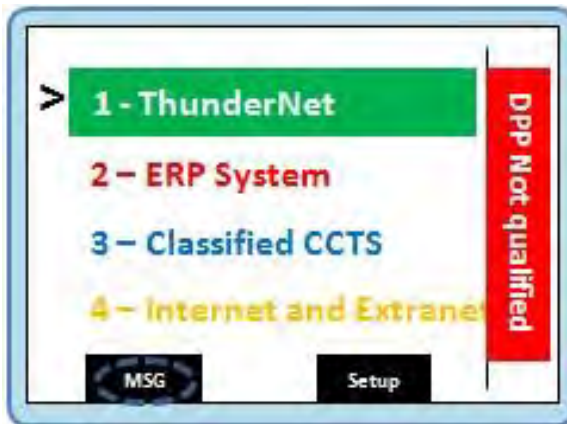 >
1 - ThunderNet
2 – ERP System
3 – Classified CCTS
4 – Internet and Extranet
DPP Not qualified
MSG
Setup